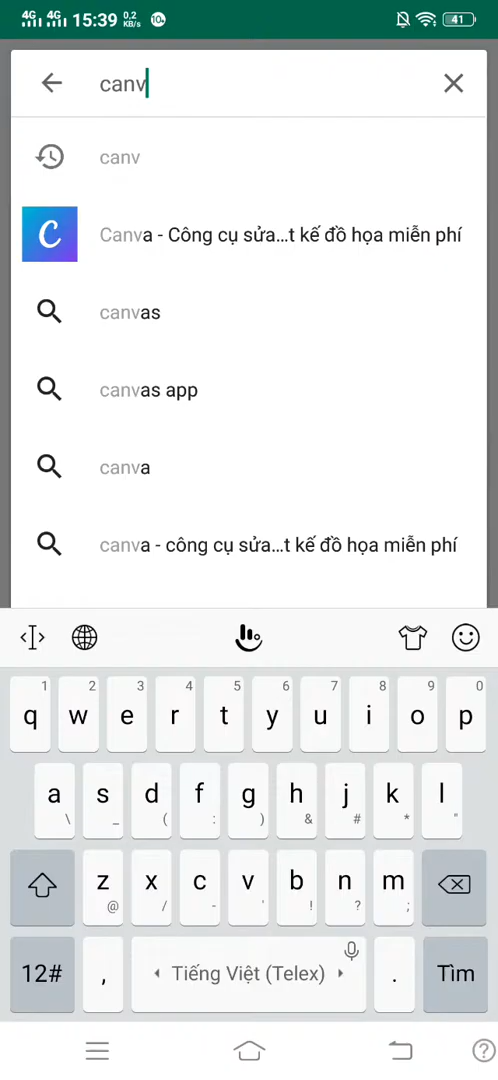 4G 4G 15:39 0,2 KB/s 10+ 41
canv
canv
C Canva - Công cụ sửa...t kế đồ họa miễn phí
canvas
canvas app
canva
canva - công cụ sửa...t kế đồ họa miễn phí
1 2 3 4 5 6 7 8 9 0
q w e r t y u i o p
a s d f g h j k l
\ _ ( : ) & # * "
z x c v b n m
@ / - ' ! ? ;
12# , Tiếng Việt (Telex) . Tìm
?